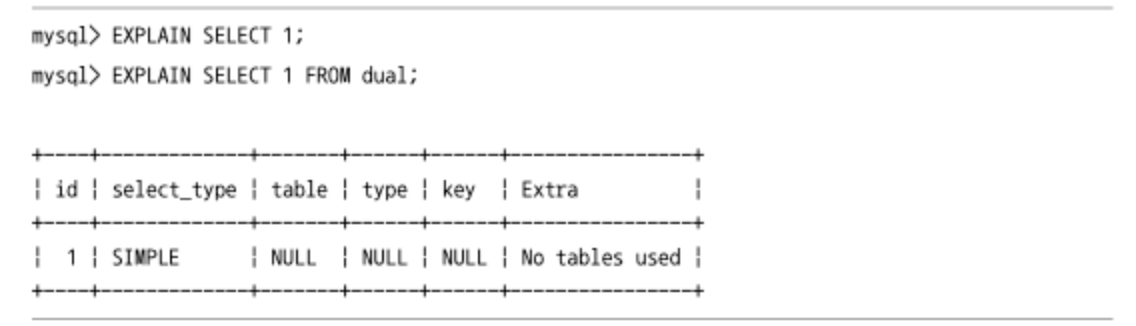 mysql> EXPLAIN SELECT 1;
mysql> EXPLAIN SELECT 1 FROM dual;
+----+-------------+-------+------+------+----------------+
| id | select_type | table | type | key  | Extra          |
+----+-------------+-------+------+------+----------------+
|  1 | SIMPLE      | NULL  | NULL | NULL | No tables used |
+----+-------------+-------+------+------+----------------+